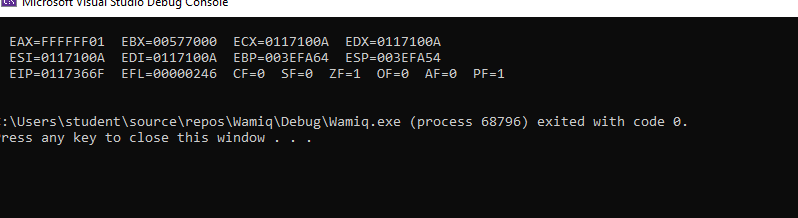 Microsoft Visual Studio Debug Console
EAX=FFFFFF01 EBX=00577000 ECX=0117100A EDX=0117100A
ESI=0117100A EDI=0117100A EBP=003EFA64 ESP=003EFA54
EIP=0117366F EFL=00000246 CF=0 SF=0 ZF=1 OF=0 AF=0 PF=1
:\Users\student\source\repos\Wamiq\Debug\Wamiq.exe (process 68796) exited with code 0.
ress any key to close this window . . .